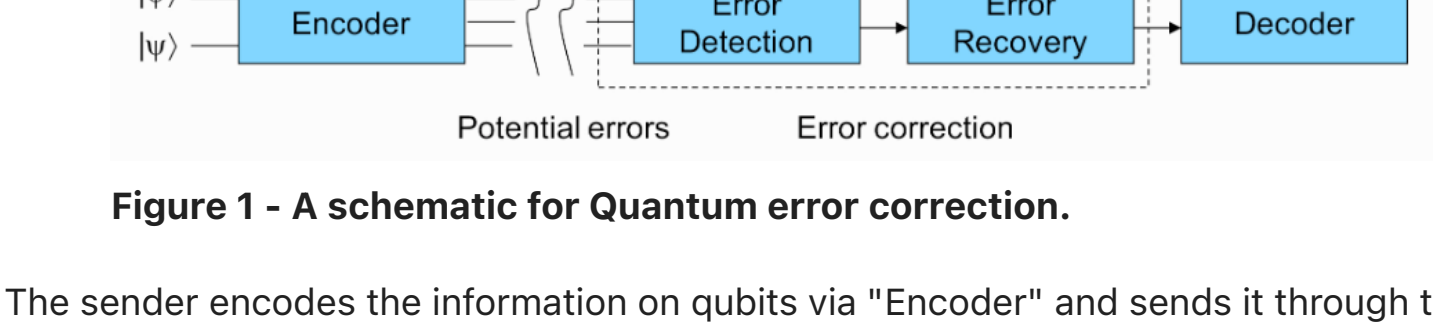 |ψ⟩
Encoder
|ψ⟩
Error
Detection
Error
Recovery
Decoder
Potential errors
Error correction
Figure 1 - A schematic for Quantum error correction.
The sender encodes the information on qubits via "Encoder" and sends it through t